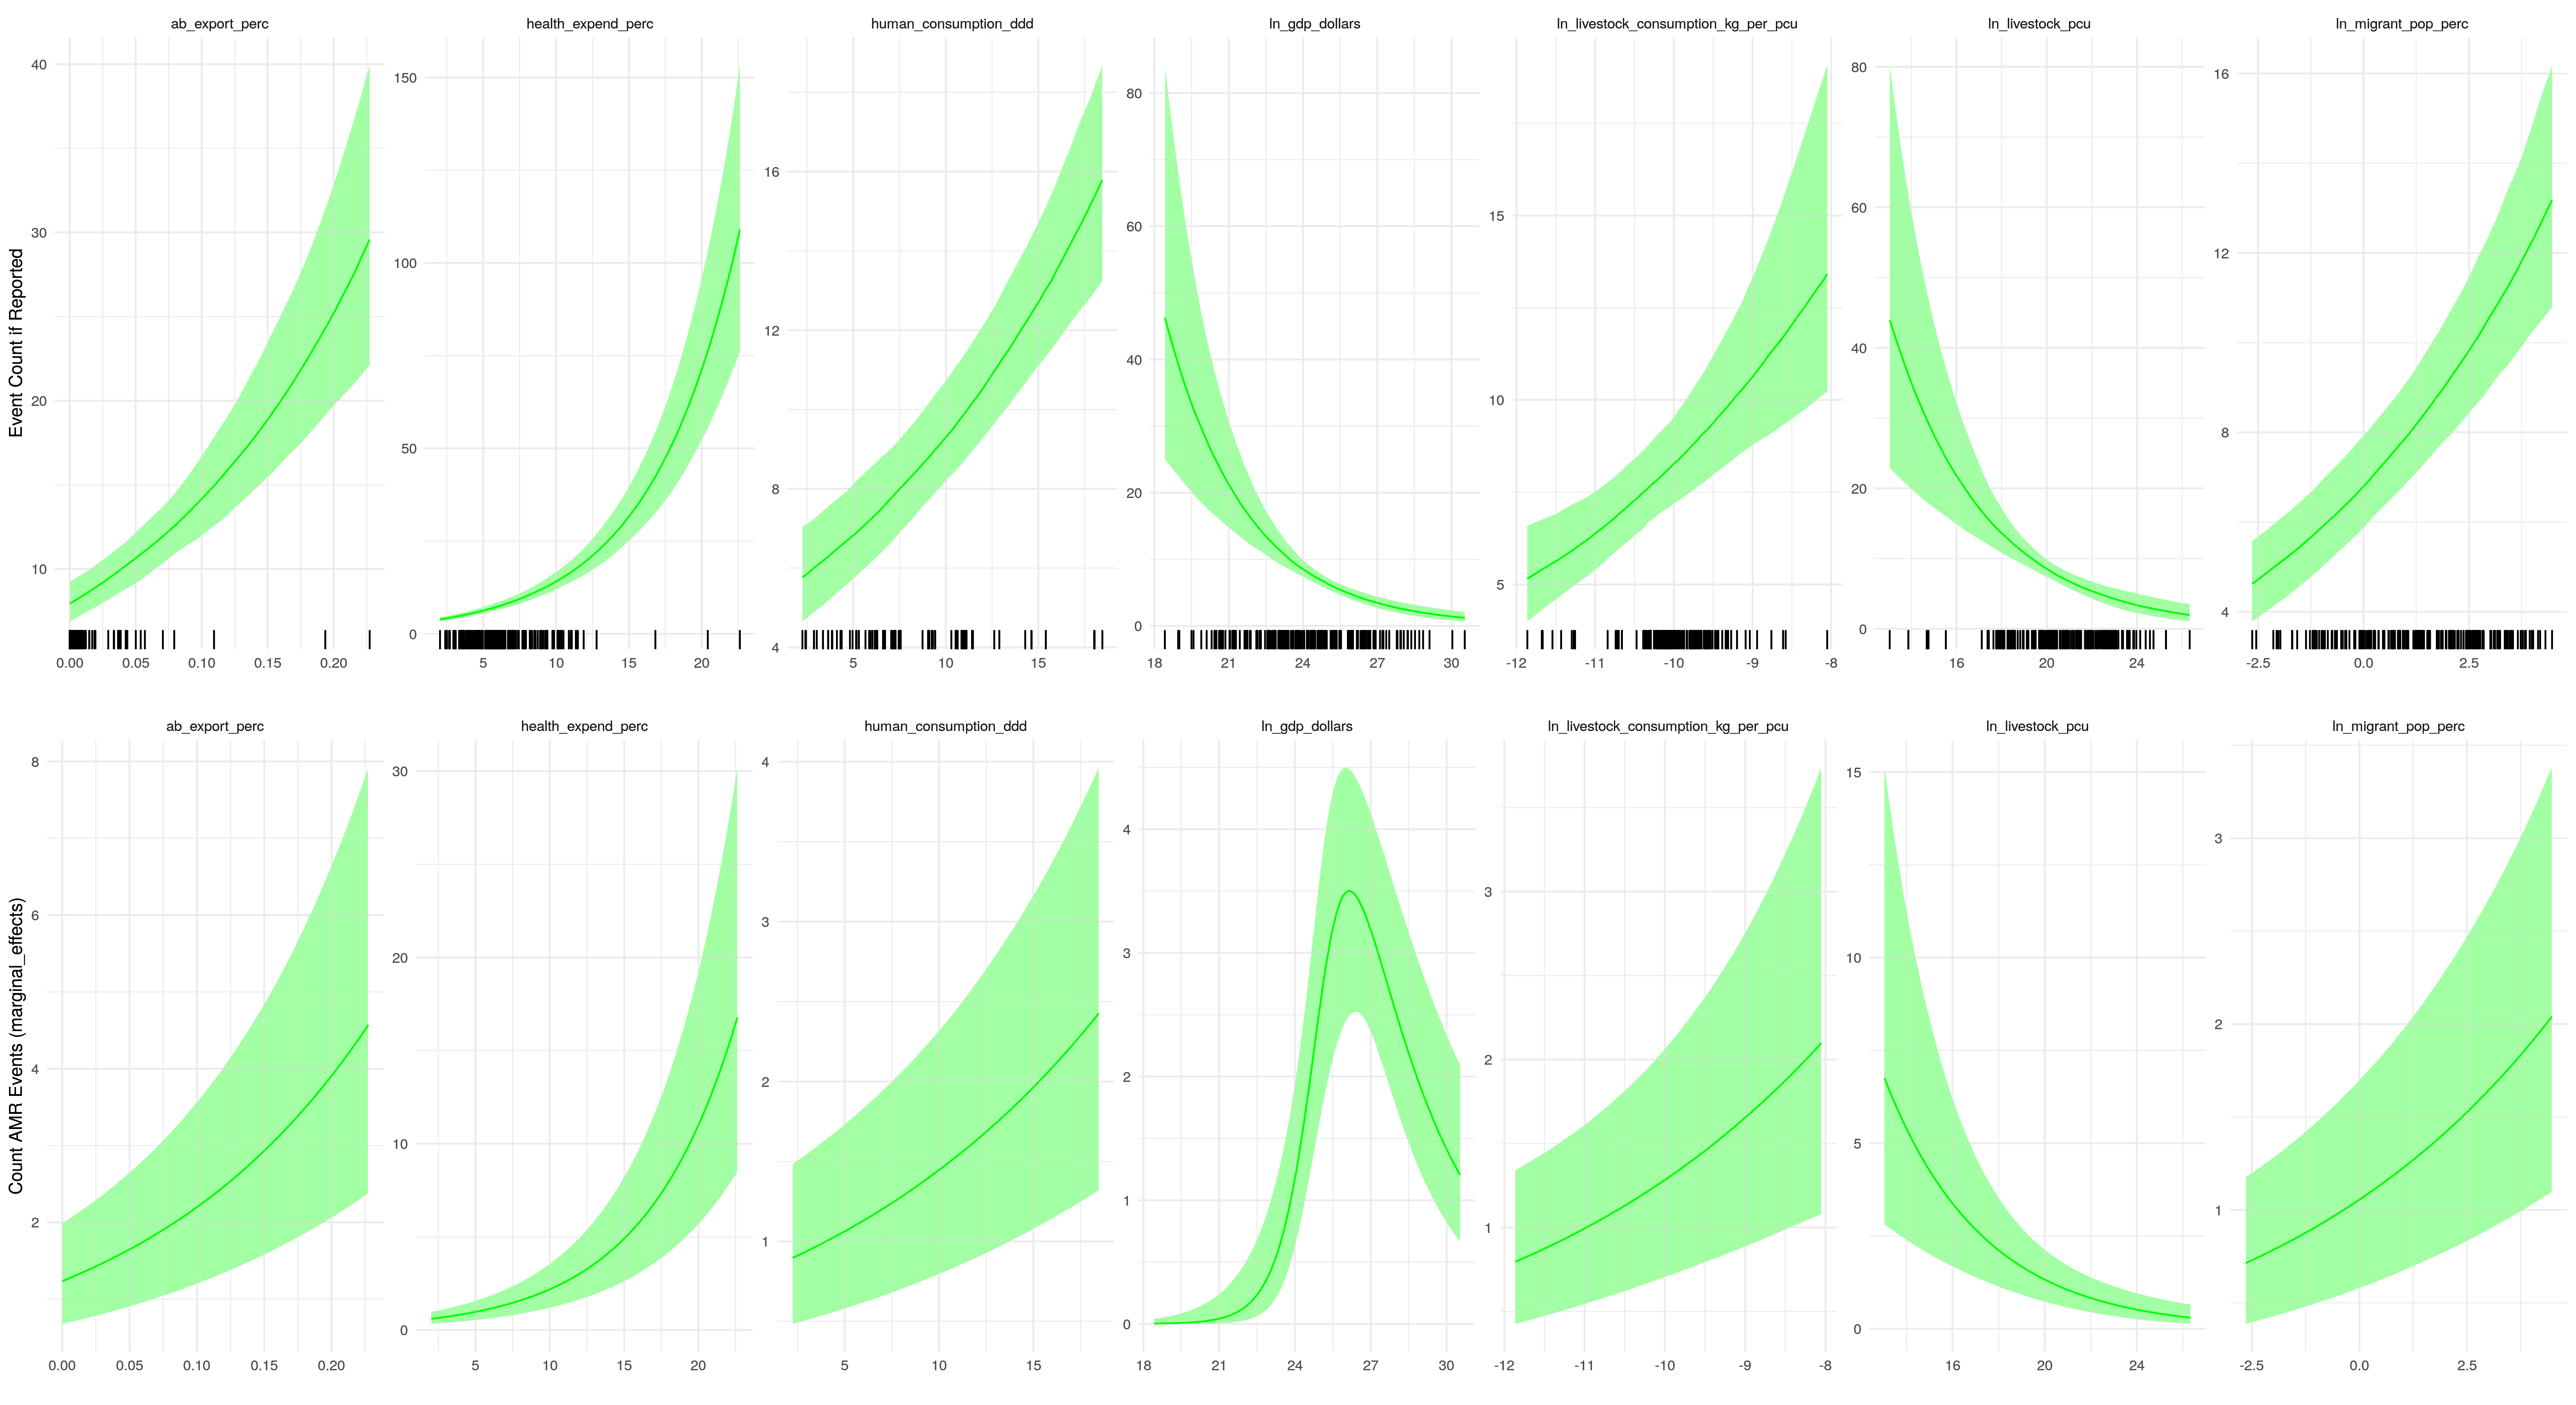 ab_export_perc health_expend_perc human_consumption_ddd ln_gdp_dollars ln_livestock_consumption_kg_per_pcu ln_livestock_pcu ln_migrant_pop_perc
Event Count if Reported
40 30 20 10
0.00 0.05 0.10 0.15 0.20
150 100 50 0
5 10 15 20
16 12 8 4
5 10 15
80 60 40 20 0
18 21 24 27 30
15 10 5
-12 -11 -10 -9 -8
80 60 40 20 0
16 20 24
16 12 8 4
-2.5 0.0 2.5
ab_export_perc health_expend_perc human_consumption_ddd ln_gdp_dollars ln_livestock_consumption_kg_per_pcu ln_livestock_pcu ln_migrant_pop_perc
Count AMR Events (marginal_effects)
8 6 4 2
0.00 0.05 0.10 0.15 0.20
30 20 10 0
5 10 15 20
4 3 2 1
5 10 15
4 3 2 1 0
18 21 24 27 30
3 2 1
-12 -11 -10 -9 -8
15 10 5 0
16 20 24
3 2 1
-2.5 0.0 2.5